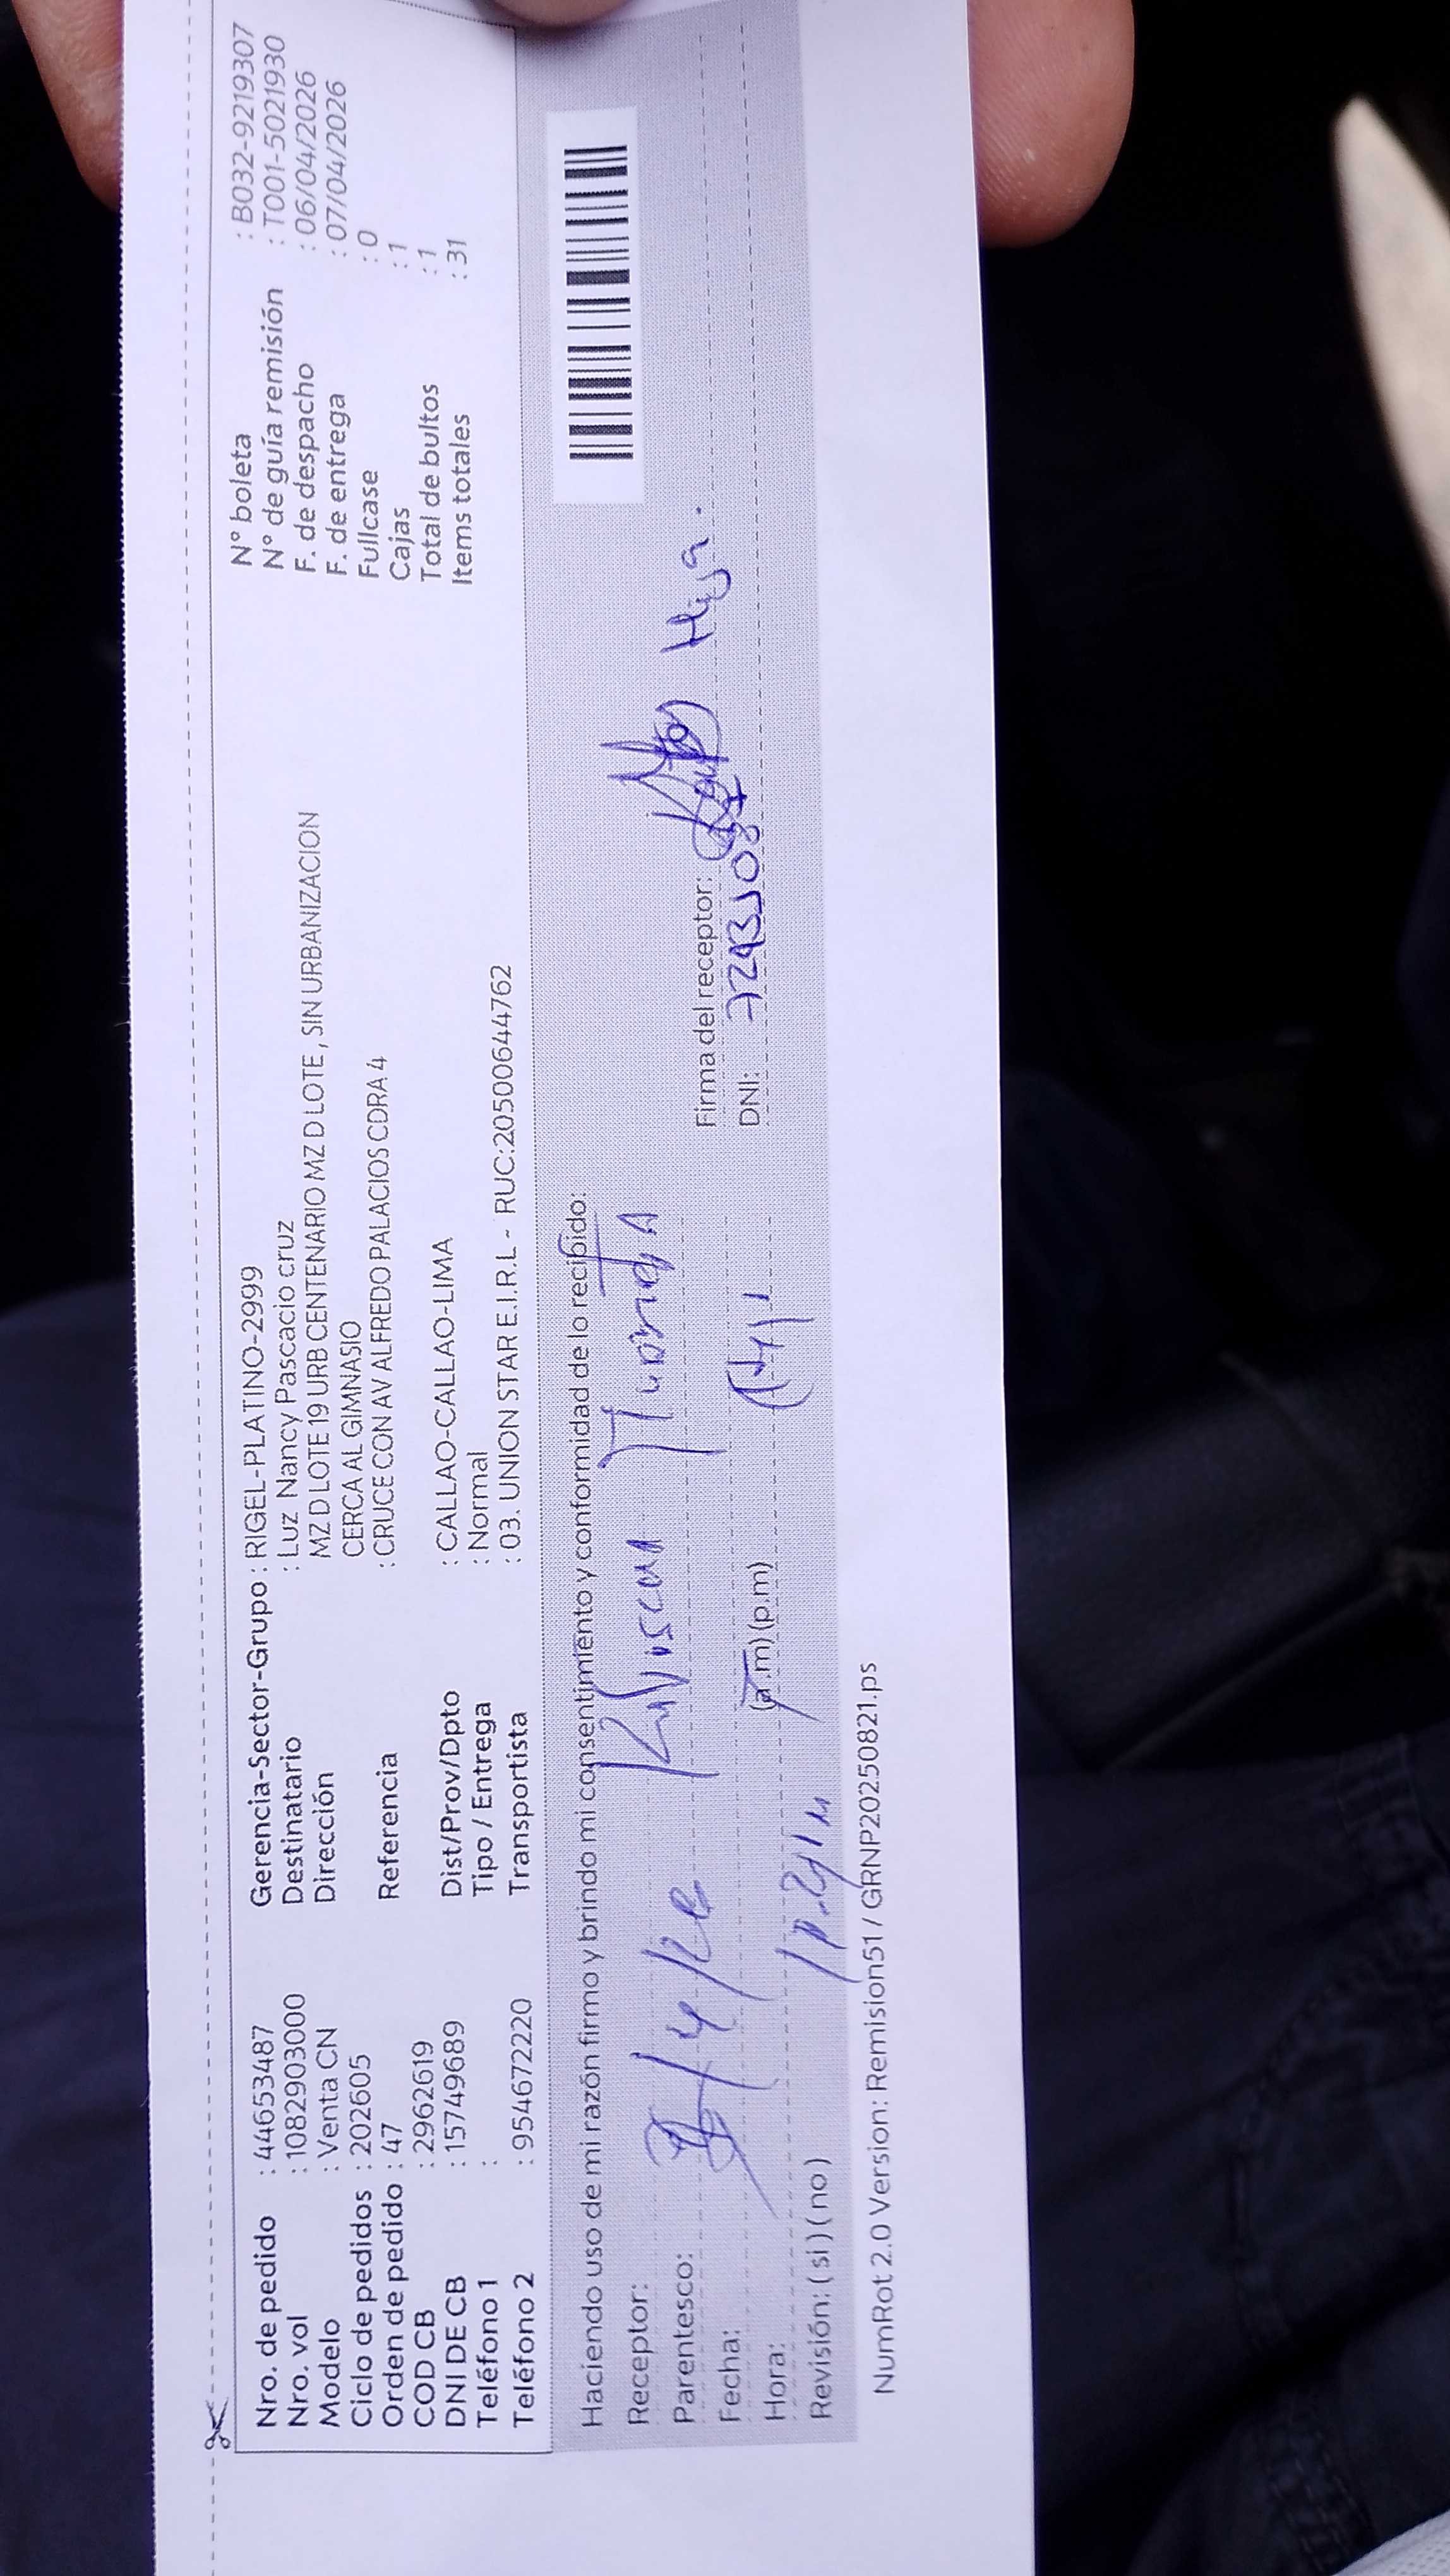 Nro. de pedido : 44653487
Nro. vol : 1082903000
Modelo : Venta CN
Ciclo de pedidos : 202605
Orden de pedido : 47
COD CB : 2962619
DNI DE CB : 15749689
Teléfono 1 :
Teléfono 2 : 954672220
Gerencia-Sector-Grupo : RIGEL-PLATINO-2999
Destinatario : Luz Nancy Pascacio cruz
Dirección MZ D LOTE 19 URB CENTENARIO MZ D LOTE , SIN URBANIZACION
CERCA AL GIMNASIO
Referencia : CRUCE CON AV ALFREDO PALACIOS CDRA 4
Dist/Prov/Dpto : CALLAO-CALLAO-LIMA
Tipo / Entrega : Normal
Transportista : 03. UNION STAR E.I.R.L - RUC:20500644762
N° boleta : B032-9219307
N° de guía remisión : T001-5021930
F. de despacho : 06/04/2026
F. de entrega : 07/04/2026
Fullcase : 0
Cajas : 1
Total de bultos : 1
Items totales : 31
Haciendo uso de mi razón firmo y brindo mi consentimiento y conformidad de lo recibido:
Receptor:
Parentesco:
Fecha:
Hora: (a.m) (p.m)
Revisión: ( si ) ( no )
Firma del receptor: Hija.
DNI:
NumRot 2.0 Version: Remision51 / GRNP20250821.ps